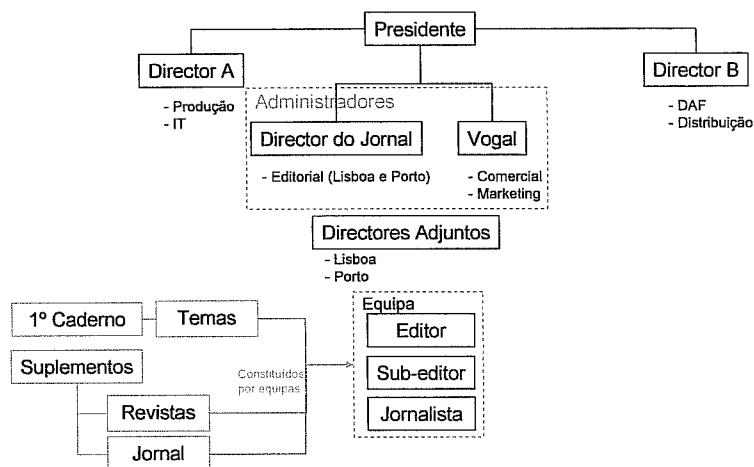 Presidente
Director A
- Produção
- IT
Director B
- DAF
- Distribuição
Administradores
Director do Jornal
- Editorial (Lisboa e Porto)
Vogal
- Comercial
- Marketing
Directores Adjuntos
- Lisboa
- Porto
1º Caderno
Temas
Suplementos
Revistas
Jornal
Constituídos
por equipas
Equipa
Editor
Sub-editor
Jornalista